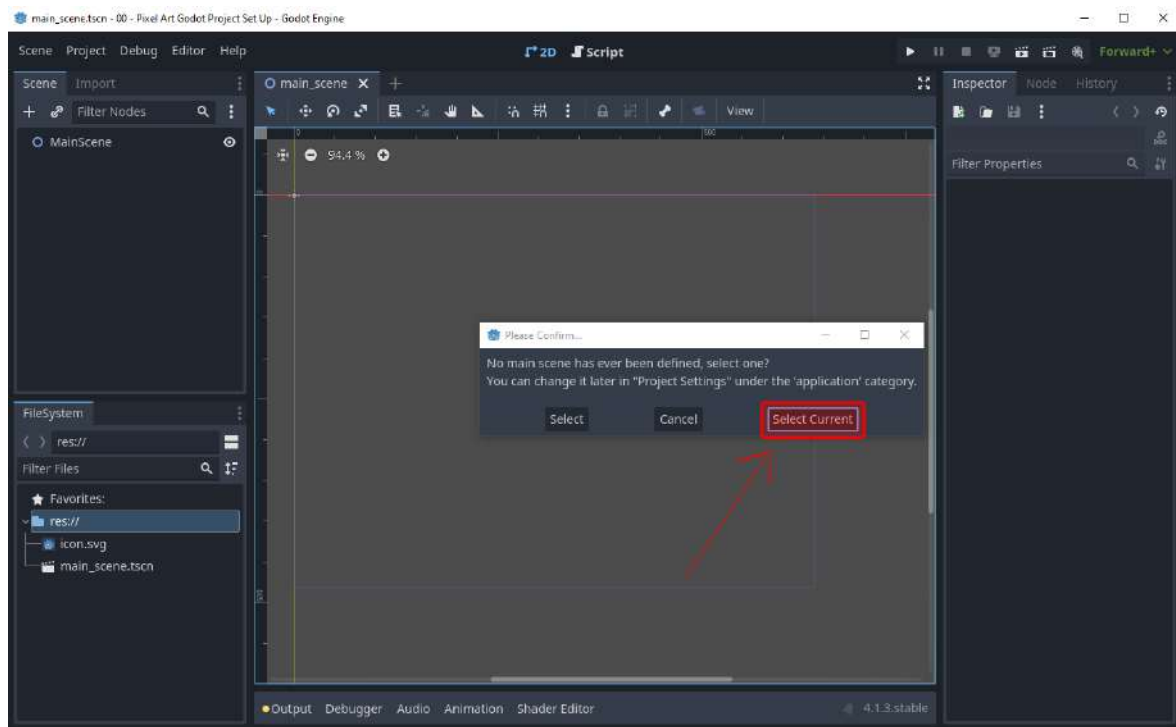 main_scene.tscn - 00 - Pixel Art Godot Project Set Up - Godot Engine
Scene Project Debug Editor Help
2D Script
Forward+
Scene Import
main_scene
Inspector Node History
Filter Nodes
View
MainScene
0
500
94.4 %
Filter Properties
0
Please Confirm...
No main scene has ever been defined, select one?
You can change it later in "Project Settings" under the 'application' category.
Select Cancel Select Current
FileSystem
res://
Filter Files
Favorites:
res://
icon.svg
main_scene.tscn
Output Debugger Audio Animation Shader Editor
4.1.3.stable